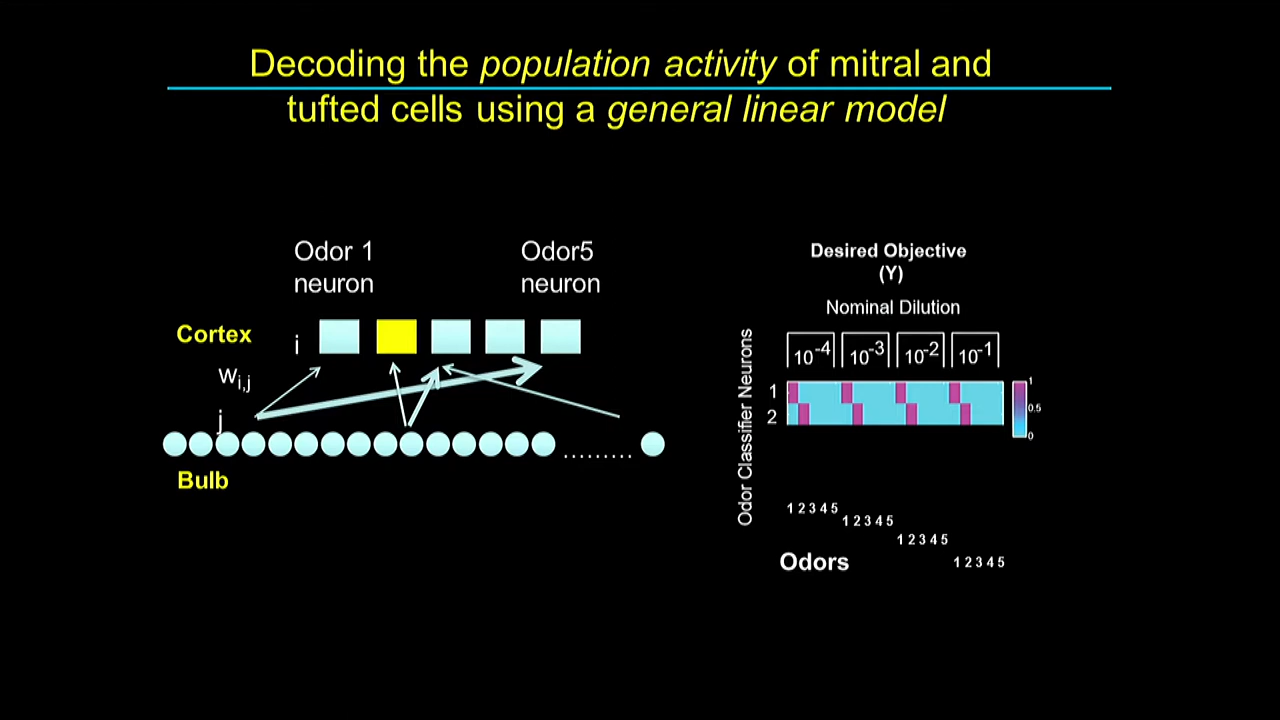 Decoding the population activity of mitral and
tufted cells using a general linear model
Odor 1
neuron
Odor5
neuron
Cortex
i
wi,j
j
.........
Bulb
Desired Objective
(Y)
Nominal Dilution
10-4
10-3
10-2
10-1
Odor Classifier Neurons
1
2
1
0.5
0
1 2 3 4 5
1 2 3 4 5
1 2 3 4 5
1 2 3 4 5
Odors